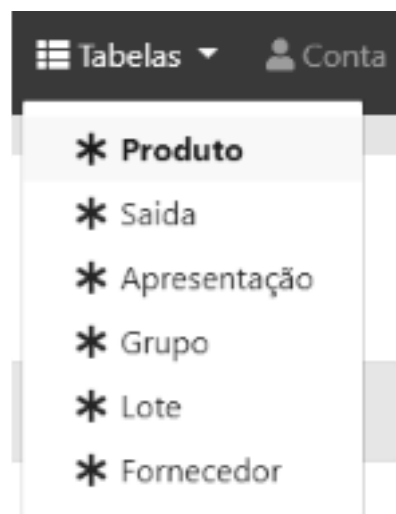 Tabelas Conta
Produto
Saida
Apresentação
Grupo
Lote
Fornecedor